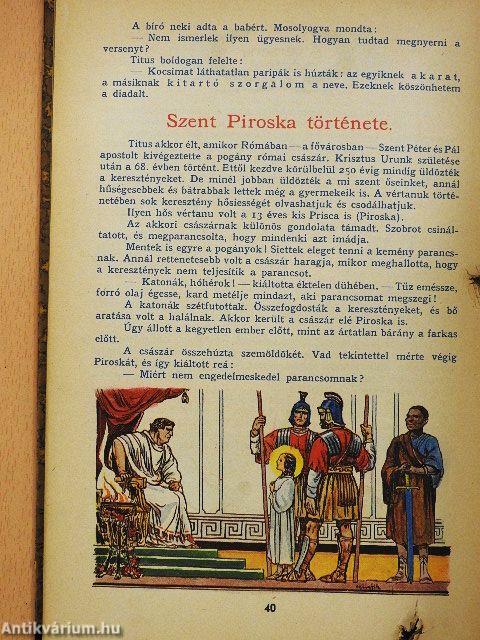 A bíró neki adta a babért. Mosolyogva mondta:
— Nem ismerlek ilyen ügyesnek. Hogyan tudtad megnyerni a
versenyt?
Titus boldogan felelte:
— Kocsimat láthatatlan paripák is húzták: az egyiknek akarat,
a másiknak kitartó szorgalom a neve. Ezeknek köszönhetem
a diadalt.
Szent Piroska története.
Titus akkor élt, amikor Rómában — a fővárosban — Szent Péter és Pál
apostolt kivégeztette a pogány római császár. Krisztus Urunk születése
után a 68. évben történt. Ettől kezdve körülbelül 250 évig mindig üldözték
a keresztényeket. De minél jobban üldözték a mi szent őseinket, annál
hűségesebbek és bátrabbak lettek még a gyermekeik is. A vértanuk törté-
netében sok keresztény hősiességet olvashatjuk és csodálhatjuk.
Ilyen hős vértanu volt a 13 éves kis Prisca is (Piroska).
Az akkori császárnak különös gondolata támadt. Szobrot csinál-
tatott, és megparancsolta, hogy mindenki azt imádja.
Mentek is egyre a pogányok! Siettek eleget tenni a kemény parancs-
nak. Annál rettenetesebb volt a császár haragja, mikor meghallotta, hogy
a keresztények nem teljesítik a parancsot.
— Katonák, hóhérok! — kiáltotta éktelen dühében. — Tűz eméssze,
forró olaj égesse, kard metélje mindazt, aki parancsomat megszegi!
A katonák szétfutottak. Összefogdosták a keresztényeket, és bő
aratása volt a halálnak. Akkor került a császár elé Piroska is.
Úgy állott a kegyetlen ember előtt, mint az ártatlan bárány a farkas
előtt.
A császár összehúzta szemöldökét. Vad tekintettel mérte végig
Piroskát, és így kiáltott reá:
— Miért nem engedelmeskedel parancsomnak?
40
Antikvárium.hu